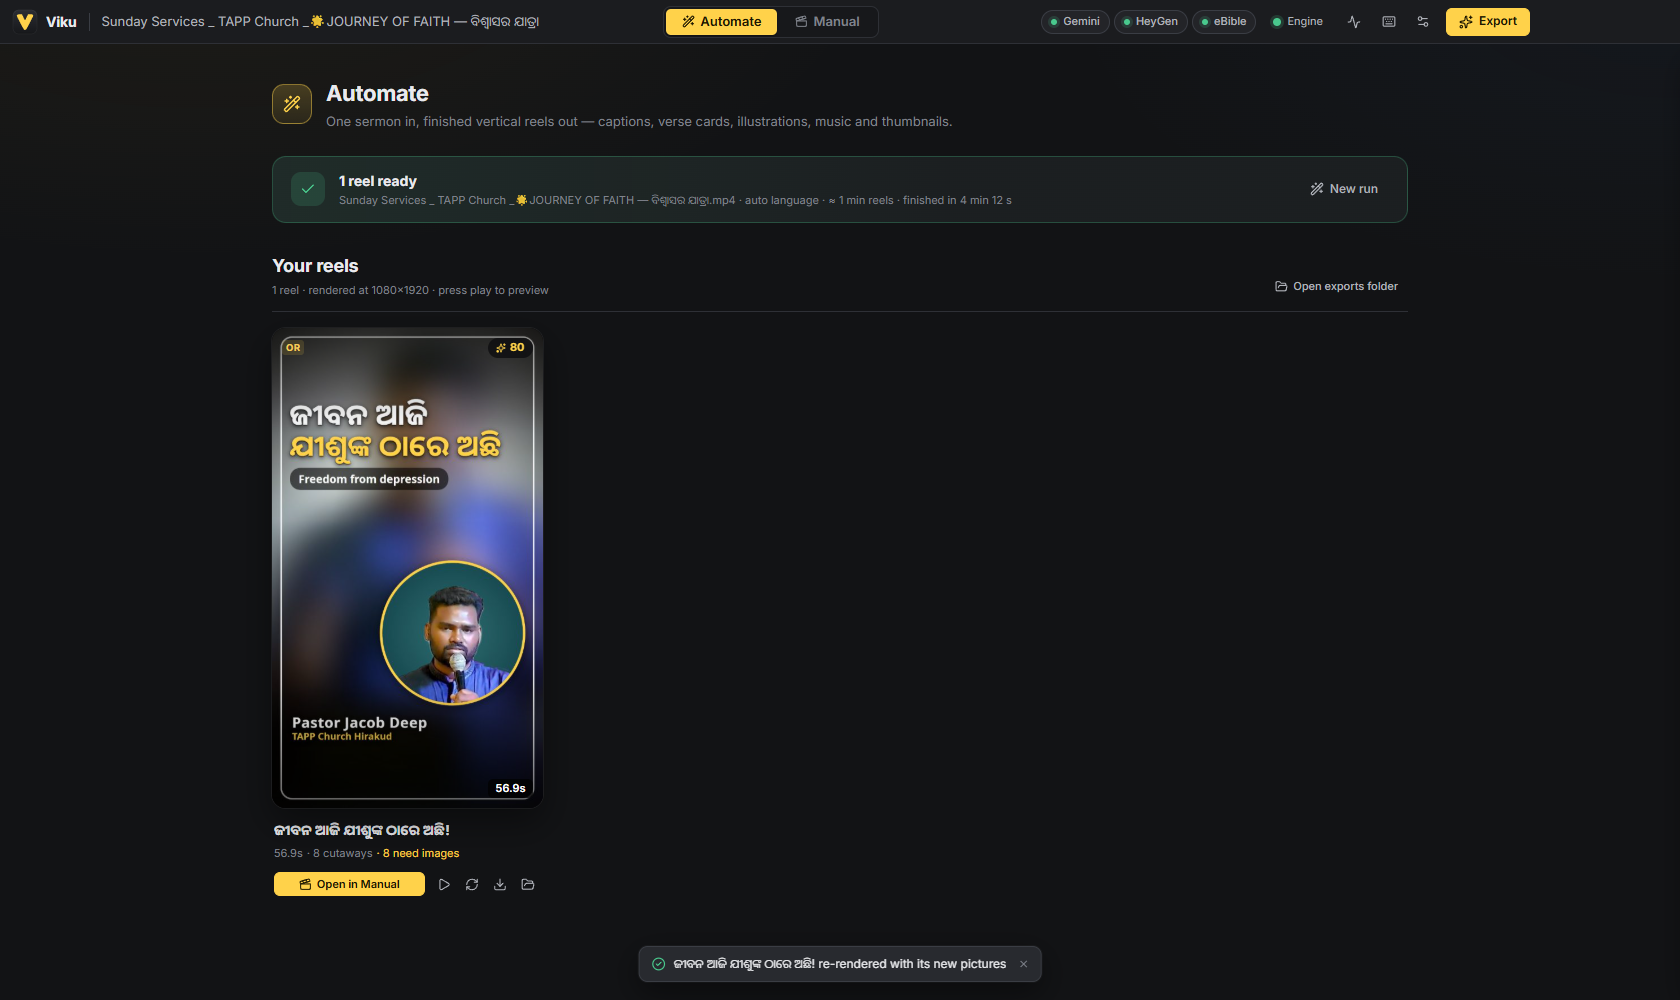 Viku
Sunday Services _ TAPP Church _🌟JOURNEY OF FAITH — ବିଶ୍ୱାସର ଯାତ୍ରା
Automate
Manual
Gemini
HeyGen
eBible
Engine
Export
Automate
One sermon in, finished vertical reels out — captions, verse cards, illustrations, music and thumbnails.
1 reel ready
Sunday Services _ TAPP Church _🌟JOURNEY OF FAITH — ବିଶ୍ୱାସର ଯାତ୍ରା.mp4 · auto language · ≈ 1 min reels · finished in 4 min 12 s
New run
Your reels
1 reel · rendered at 1080×1920 · press play to preview
Open exports folder
OR
80
ଜୀବନ ଆଜି
ଯୀଶୁଙ୍କ ଠାରେ ଅଛି
Freedom from depression
Pastor Jacob Deep
TAPP Church Hirakud
56.9s
ଜୀବନ ଆଜି ଯୀଶୁଙ୍କ ଠାରେ ଅଛି!
56.9s · 8 cutaways · 8 need images
Open in Manual
ଜୀବନ ଆଜି ଯୀଶୁଙ୍କ ଠାରେ ଅଛି! re-rendered with its new pictures